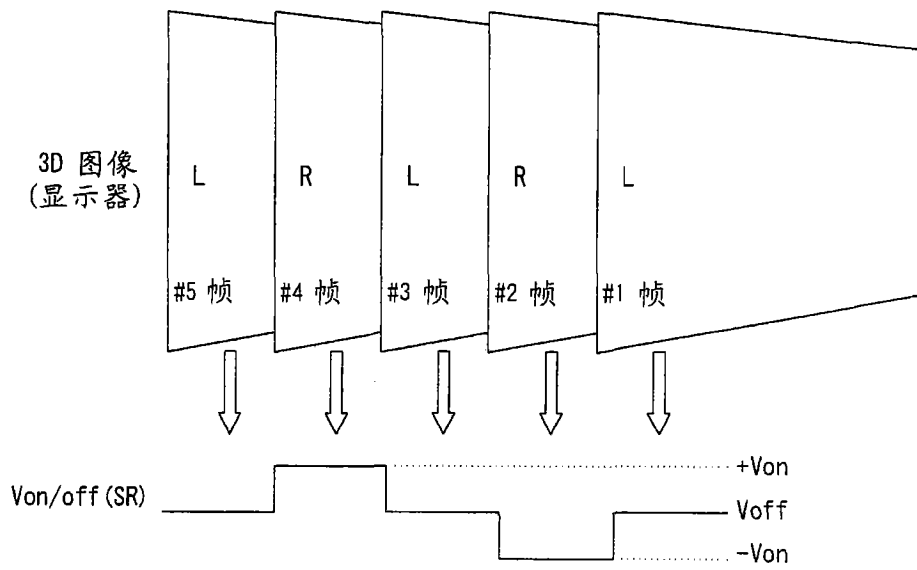 3D 图像
(显示器)
L
R
L
R
L
#5 帧
#4 帧
#3 帧
#2 帧
#1 帧
Von/off(SR)
+Von
Voff
-Von